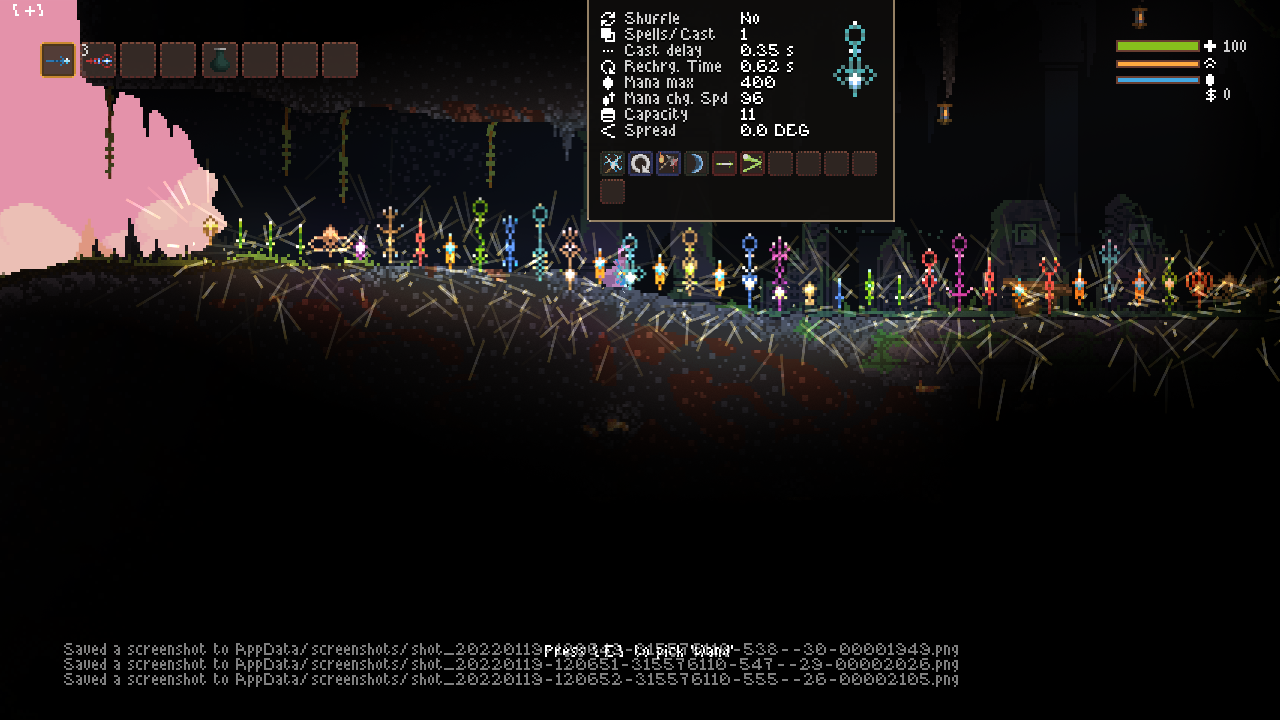 [+]
3
Shuffle No
Spells/Cast 1
Cast delay 0.35 s
Rechrg. Time 0.62 s
Mana max 400
Mana chg. Spd 96
Capacity 11
Spread 0.0 DEG
100
$ 0
Saved a screenshot to AppData/screenshots/shot_20220119-538--30-00001949.png
Press [E] to pick Wand
Saved a screenshot to AppData/screenshots/shot_20220119-120651-315576110-547--29-00002026.png
Saved a screenshot to AppData/screenshots/shot_20220119-120652-315576110-555--26-00002105.png